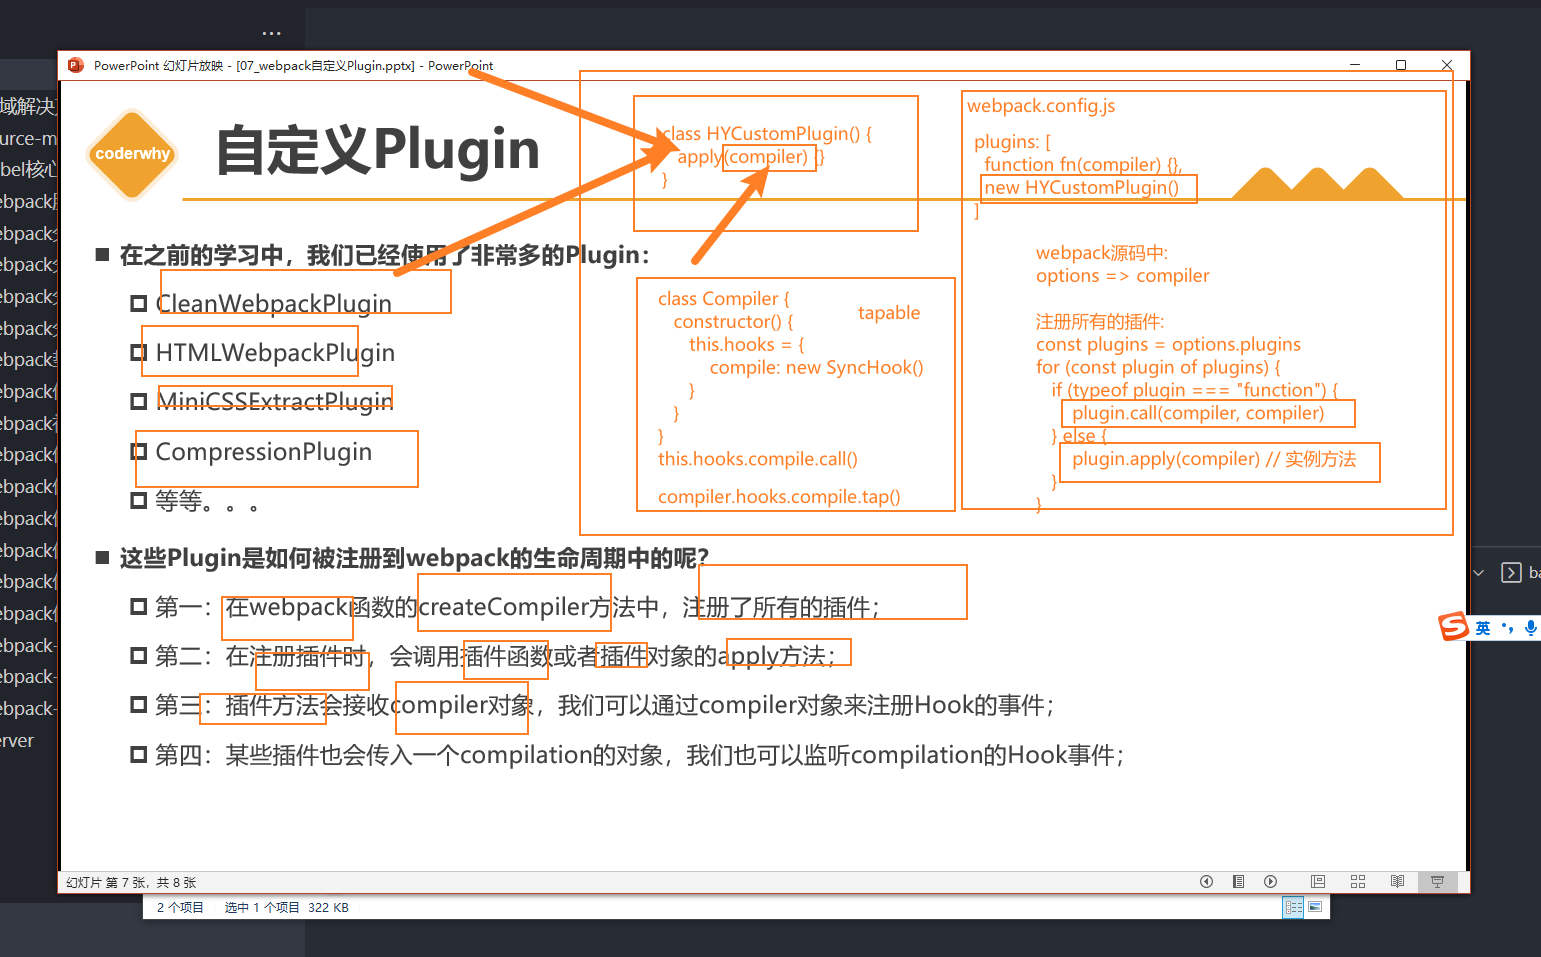 ...
PowerPoint 幻灯片放映 - [07_webpack自定义Plugin.pptx] - PowerPoint
coderwhy
自定义Plugin
class HYCustomPlugin() {
apply(compiler) {}
}
webpack.config.js
plugins: [
function fn(compiler) {},
new HYCustomPlugin()
]
在之前的学习中，我们已经使用了非常多的Plugin：
CleanWebpackPlugin
HTMLWebpackPlugin
MiniCSSExtractPlugin
CompressionPlugin
等等。。。
class Compiler {
constructor() {
tapable
this.hooks = {
compile: new SyncHook()
}
}
}
this.hooks.compile.call()
compiler.hooks.compile.tap()
webpack源码中:
options => compiler
注册所有的插件:
const plugins = options.plugins
for (const plugin of plugins) {
if (typeof plugin === "function") {
plugin.call(compiler, compiler)
} else {
plugin.apply(compiler) // 实例方法
}
}
这些Plugin是如何被注册到webpack的生命周期中的呢？
第一：在webpack函数的createCompiler方法中，注册了所有的插件；
第二：在注册插件时，会调用插件函数或者插件对象的apply方法；
第三：插件方法会接收compiler对象，我们可以通过compiler对象来注册Hook的事件；
第四：某些插件也会传入一个compilation的对象，我们也可以监听compilation的Hook事件；
幻灯片 第 7 张，共 8 张
2 个项目 选中 1 个项目 322 KB
域解决
urce-m
bel核心
ebpack
ebpack
ebpack
ebpack
ebpack
ebpack
ebpack
ebpack
ebpack
ebpack
ebpack
ebpack
ebpack
ebpack
ebpack-
ebpack-
ebpack-
erver
ba
S 英